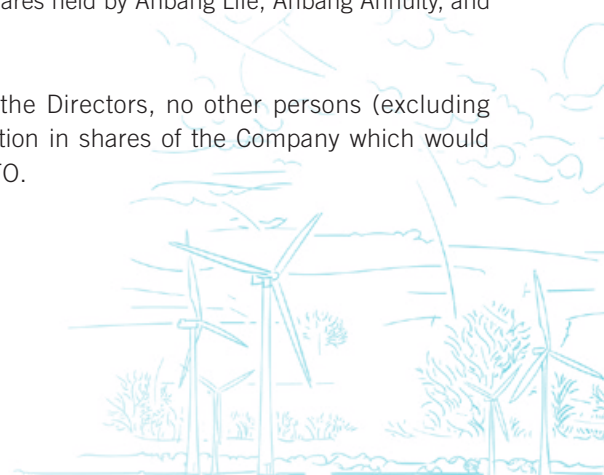 ares held by Anbang Life, Anbang Annuity, and
the Directors, no other persons (excluding
tion in shares of the Company which would
O.